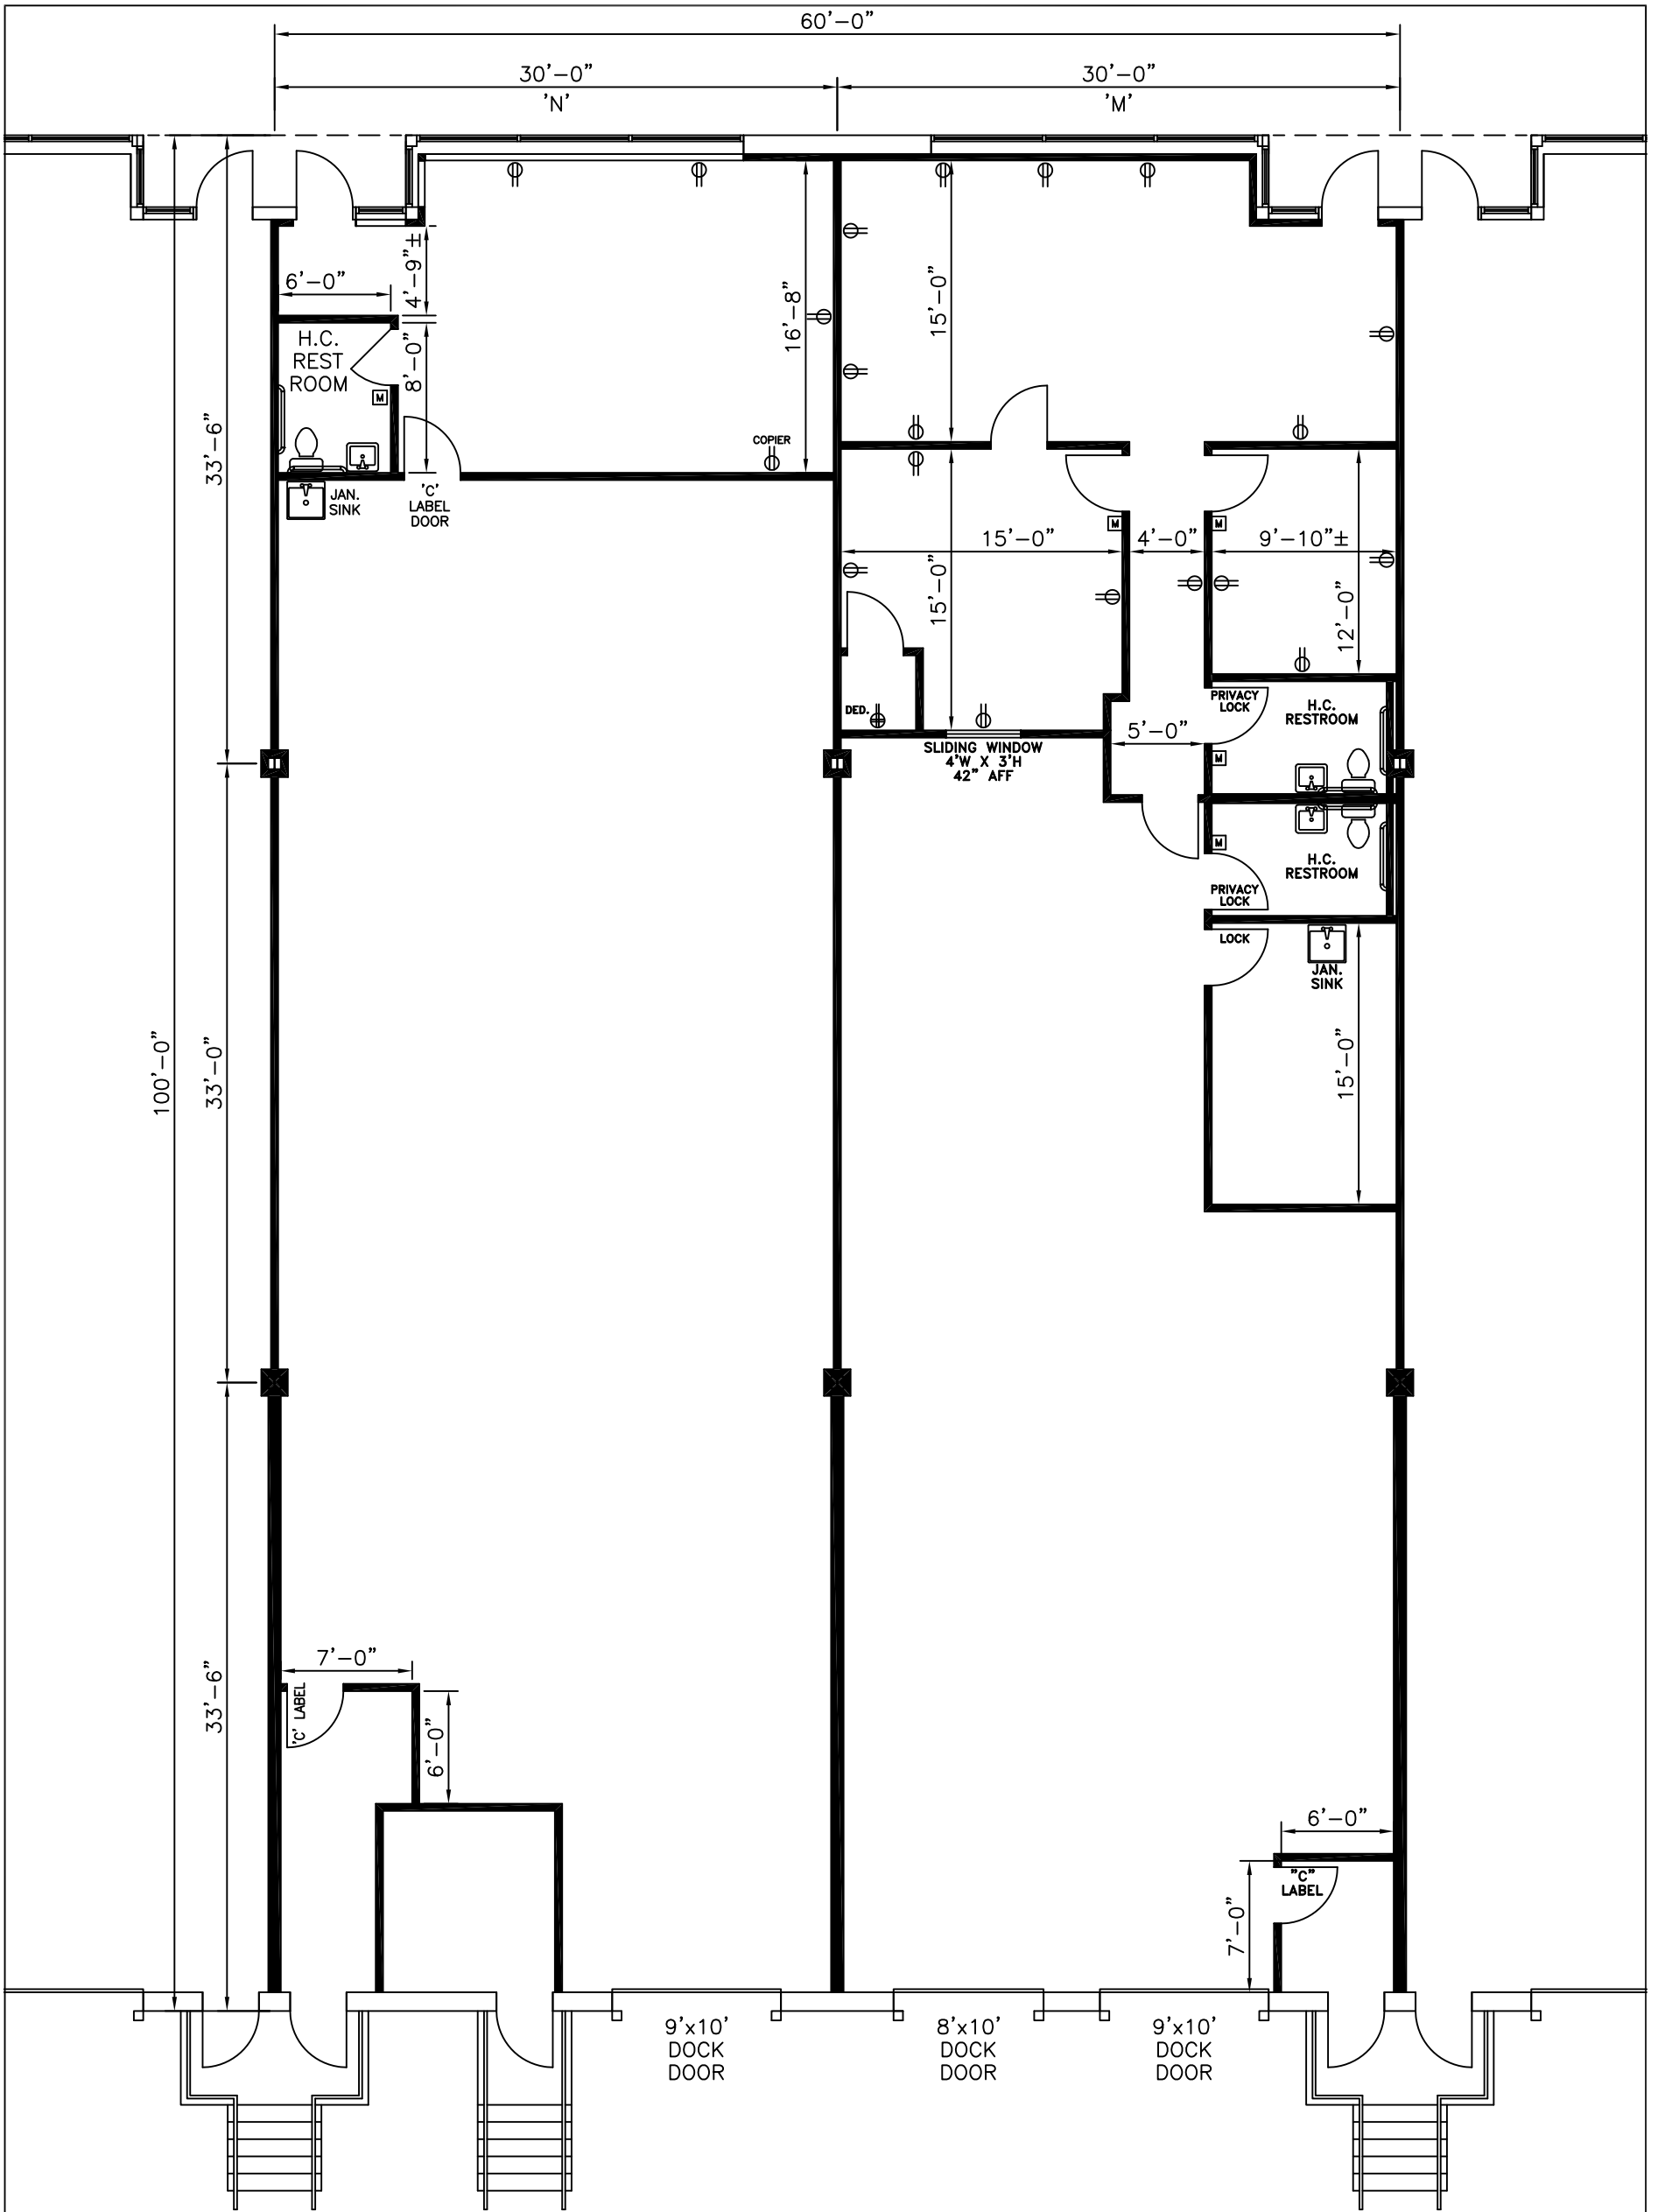 60'-0"
30'-0"
30'-0"
'N'
'M'
6'-0"
4'-9"±
8'-0"
16'-8"
15'-0"
H.C.
REST
ROOM
M
COPIER
33'-6"
JAN.
SINK
'C'
LABEL
DOOR
M
M
15'-0"
4'-0"
9'-10"±
15'-0"
12'-0"
PRIVACY
LOCK
H.C.
RESTROOM
DED.
5'-0"
SLIDING WINDOW
4'W X 3'H
42" AFF
M
M
H.C.
RESTROOM
PRIVACY
LOCK
LOCK
JAN.
SINK
100'-0"
33'-0"
15'-0"
7'-0"
33'-6"
'C' LABEL
6'-0"
6'-0"
"C"
LABEL
7'-0"
9'x10'
DOCK
DOOR
8'x10'
DOCK
DOOR
9'x10'
DOCK
DOOR